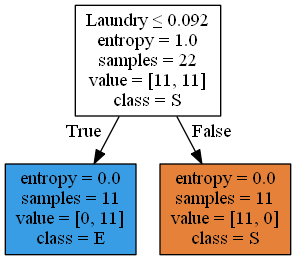 Laundry ≤ 0.092
entropy = 1.0
samples = 22
value = [11, 11]
class = S
True
False
entropy = 0.0
samples = 11
value = [0, 11]
class = E
entropy = 0.0
samples = 11
value = [11, 0]
class = S